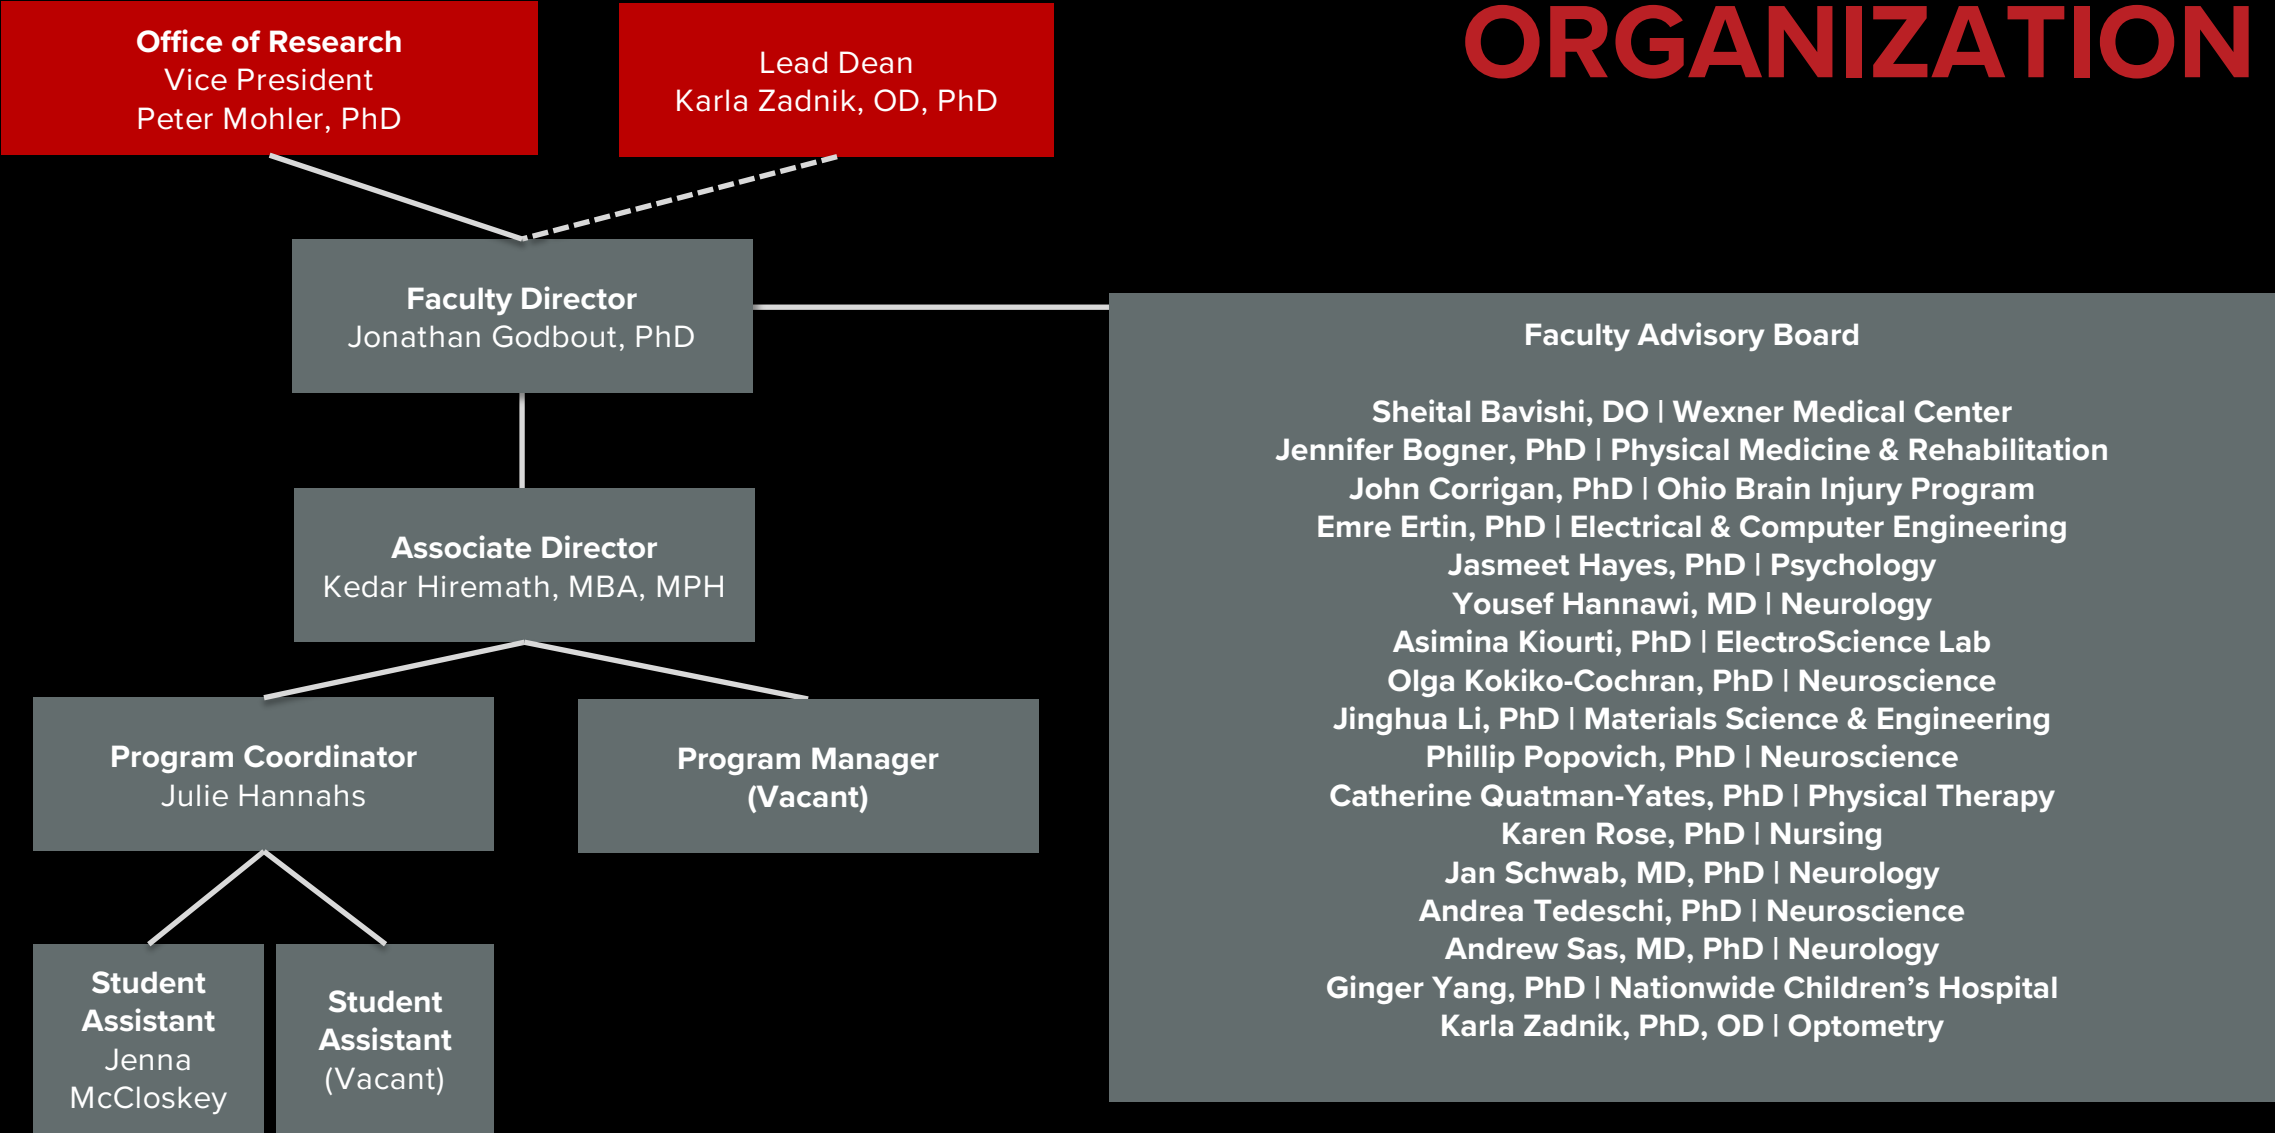 ORGANIZATION
Office of Research
Vice President
Peter Mohler, PhD
Lead Dean
Karla Zadnik, OD, PhD
Faculty Director
Jonathan Godbout, PhD
Associate Director
Kedar Hiremath, MBA, MPH
Program Coordinator
Julie Hannahs
Program Manager
(Vacant)
Student
Assistant
Jenna
McCloskey
Student
Assistant
(Vacant)
Faculty Advisory Board
Sheital Bavishi, DO | Wexner Medical Center
Jennifer Bogner, PhD | Physical Medicine & Rehabilitation
John Corrigan, PhD | Ohio Brain Injury Program
Emre Ertin, PhD | Electrical & Computer Engineering
Jasmeet Hayes, PhD | Psychology
Yousef Hannawi, MD | Neurology
Asimina Kiourti, PhD | ElectroScience Lab
Olga Kokiko-Cochran, PhD | Neuroscience
Jinghua Li, PhD | Materials Science & Engineering
Phillip Popovich, PhD | Neuroscience
Catherine Quatman-Yates, PhD | Physical Therapy
Karen Rose, PhD | Nursing
Jan Schwab, MD, PhD | Neurology
Andrea Tedeschi, PhD | Neuroscience
Andrew Sas, MD, PhD | Neurology
Ginger Yang, PhD | Nationwide Children’s Hospital
Karla Zadnik, PhD, OD | Optometry